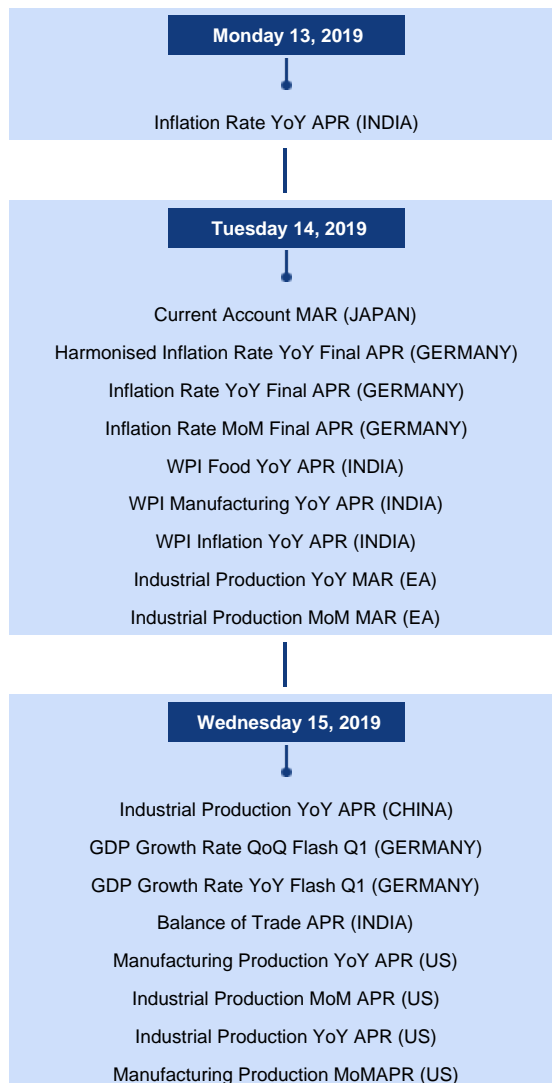 Monday 13, 2019
Inflation Rate YoY APR (INDIA)
Tuesday 14, 2019
Current Account MAR (JAPAN)
Harmonised Inflation Rate YoY Final APR (GERMANY)
Inflation Rate YoY Final APR (GERMANY)
Inflation Rate MoM Final APR (GERMANY)
WPI Food YoY APR (INDIA)
WPI Manufacturing YoY APR (INDIA)
WPI Inflation YoY APR (INDIA)
Industrial Production YoY MAR (EA)
Industrial Production MoM MAR (EA)
Wednesday 15, 2019
Industrial Production YoY APR (CHINA)
GDP Growth Rate QoQ Flash Q1 (GERMANY)
GDP Growth Rate YoY Flash Q1 (GERMANY)
Balance of Trade APR (INDIA)
Manufacturing Production YoY APR (US)
Industrial Production MoM APR (US)
Industrial Production YoY APR (US)
Manufacturing Production MoMAPR (US)